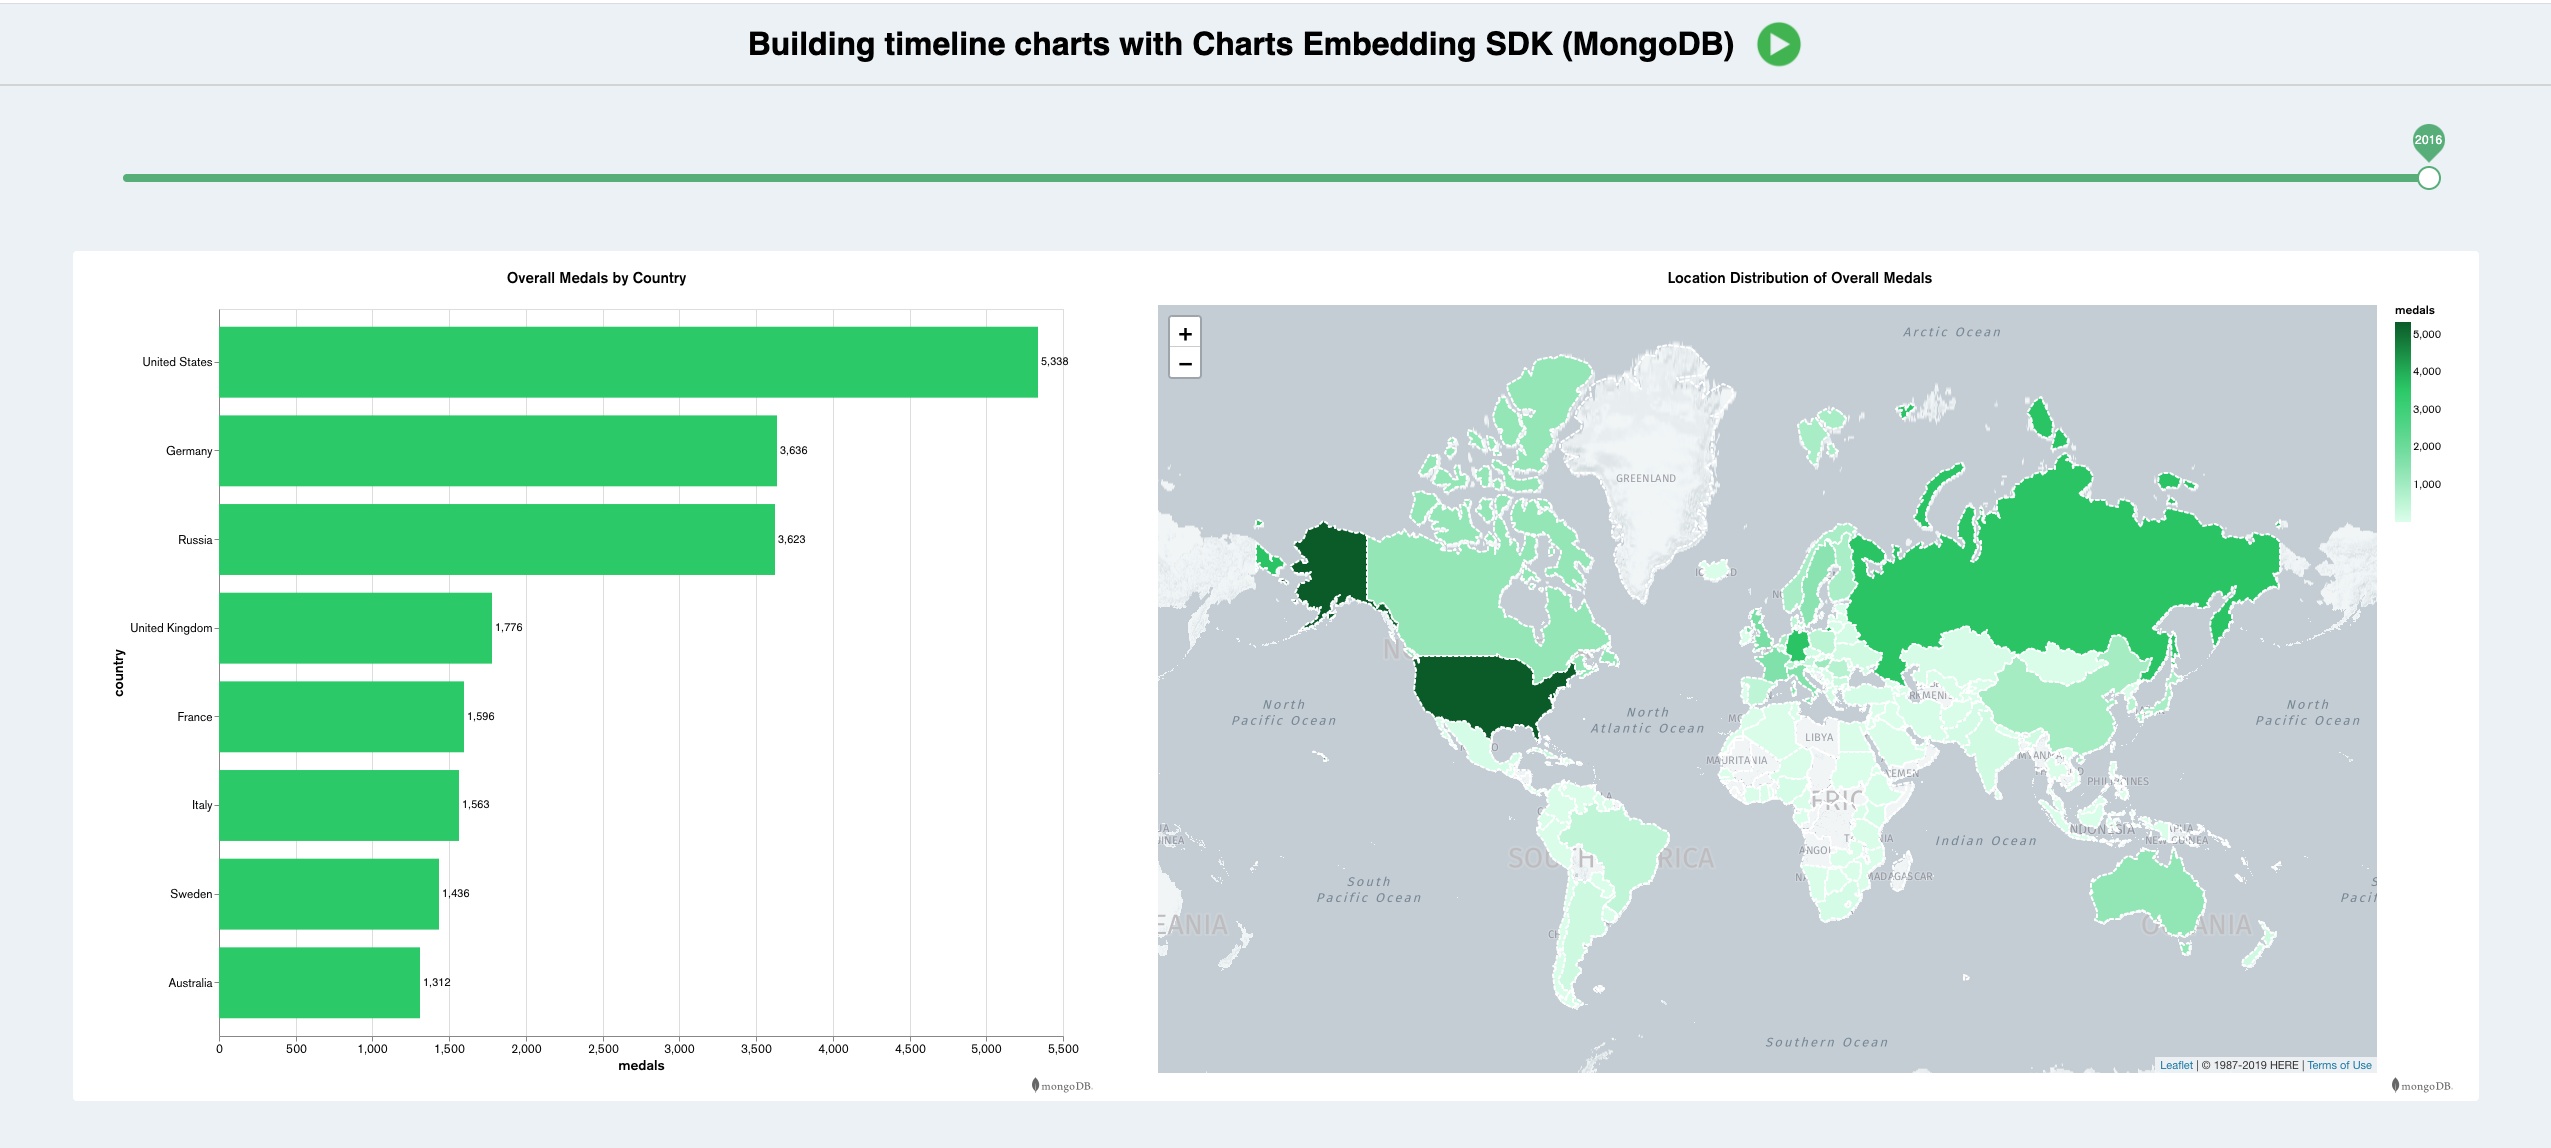 Building timeline charts with Charts Embedding SDK (MongoDB)
2016
Overall Medals by Country
United States
5,338
Germany
3,636
Russia
3,623
United Kingdom
1,776
France
1,596
Italy
1,563
Sweden
1,436
Australia
1,312
country
0
500
1,000
1,500
2,000
2,500
3,000
3,500
4,000
4,500
5,000
5,500
medals
mongoDB.
Location Distribution of Overall Medals
+
−
Arctic Ocean
GREENLAND
North
Pacific Ocean
North
Atlantic Ocean
LIBYA
MAURITANIA
PHILIPPINES
Indian Ocean
INDONESIA
MADAGASCAR
South
Pacific Ocean
North
Pacific Ocean
Southern Ocean
Leaflet | © 1987-2019 HERE | Terms of Use
medals
5,000
4,000
3,000
2,000
1,000
mongoDB.